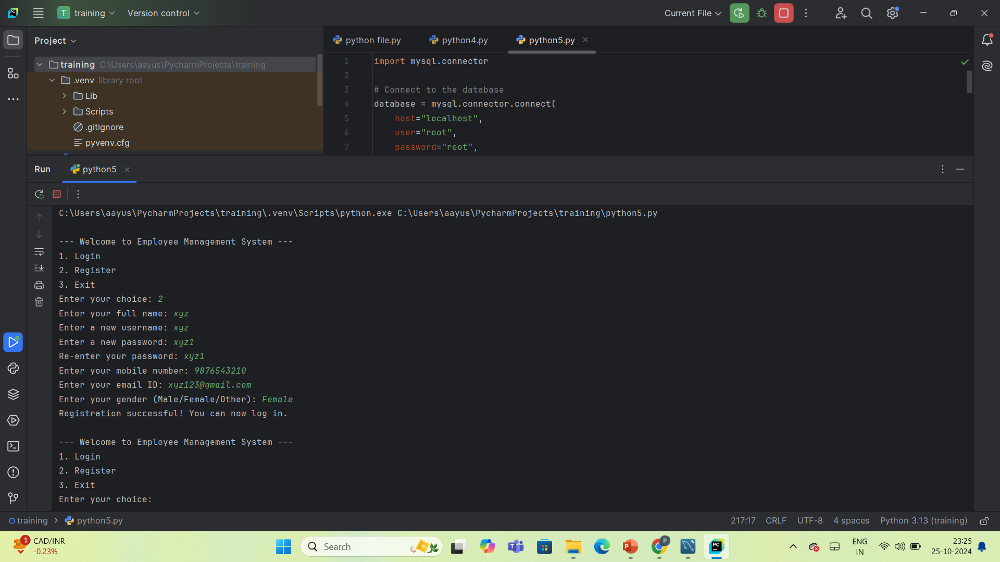 PC
T training Version control
Current File
Project
python file.py python4.py python5.py
training C:\Users\aayus\PycharmProjects\training
.venv library root
Lib
Scripts
.gitignore
pyvenv.cfg
1 import mysql.connector
2
3 # Connect to the database
4 database = mysql.connector.connect(
5 host="localhost",
6 user="root",
7 password="root",
Run python5
C:\Users\aayus\PycharmProjects\training\.venv\Scripts\python.exe C:\Users\aayus\PycharmProjects\training\python5.py
--- Welcome to Employee Management System ---
1. Login
2. Register
3. Exit
Enter your choice: 2
Enter your full name: xyz
Enter a new username: xyz
Enter a new password: xyz1
Re-enter your password: xyz1
Enter your mobile number: 9876543210
Enter your email ID: xyz123@gmail.com
Enter your gender (Male/Female/Other): Female
Registration successful! You can now log in.
--- Welcome to Employee Management System ---
1. Login
2. Register
3. Exit
Enter your choice:
training > python5.py
217:17 CRLF UTF-8 4 spaces Python 3.13 (training)
1
CAD/INR
-0.23%
Search
T
P
P
PC
ENG
IN
23:25
25-10-2024